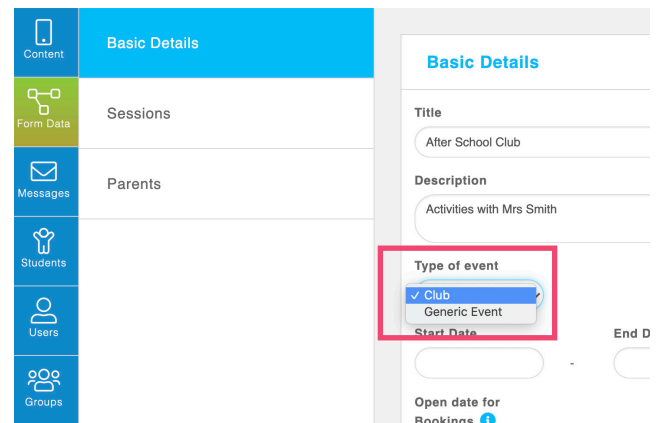 Content
Form Data
Messages
Students
Users
Groups
Basic Details
Sessions
Parents
Basic Details
Title
After School Club
Description
Activities with Mrs Smith
Type of event
✓ Club
Generic Event
Start Date
End D
-
Open date for
Bookings i